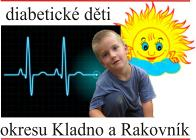 diabetické děti
okresu Kladno a Rakovník